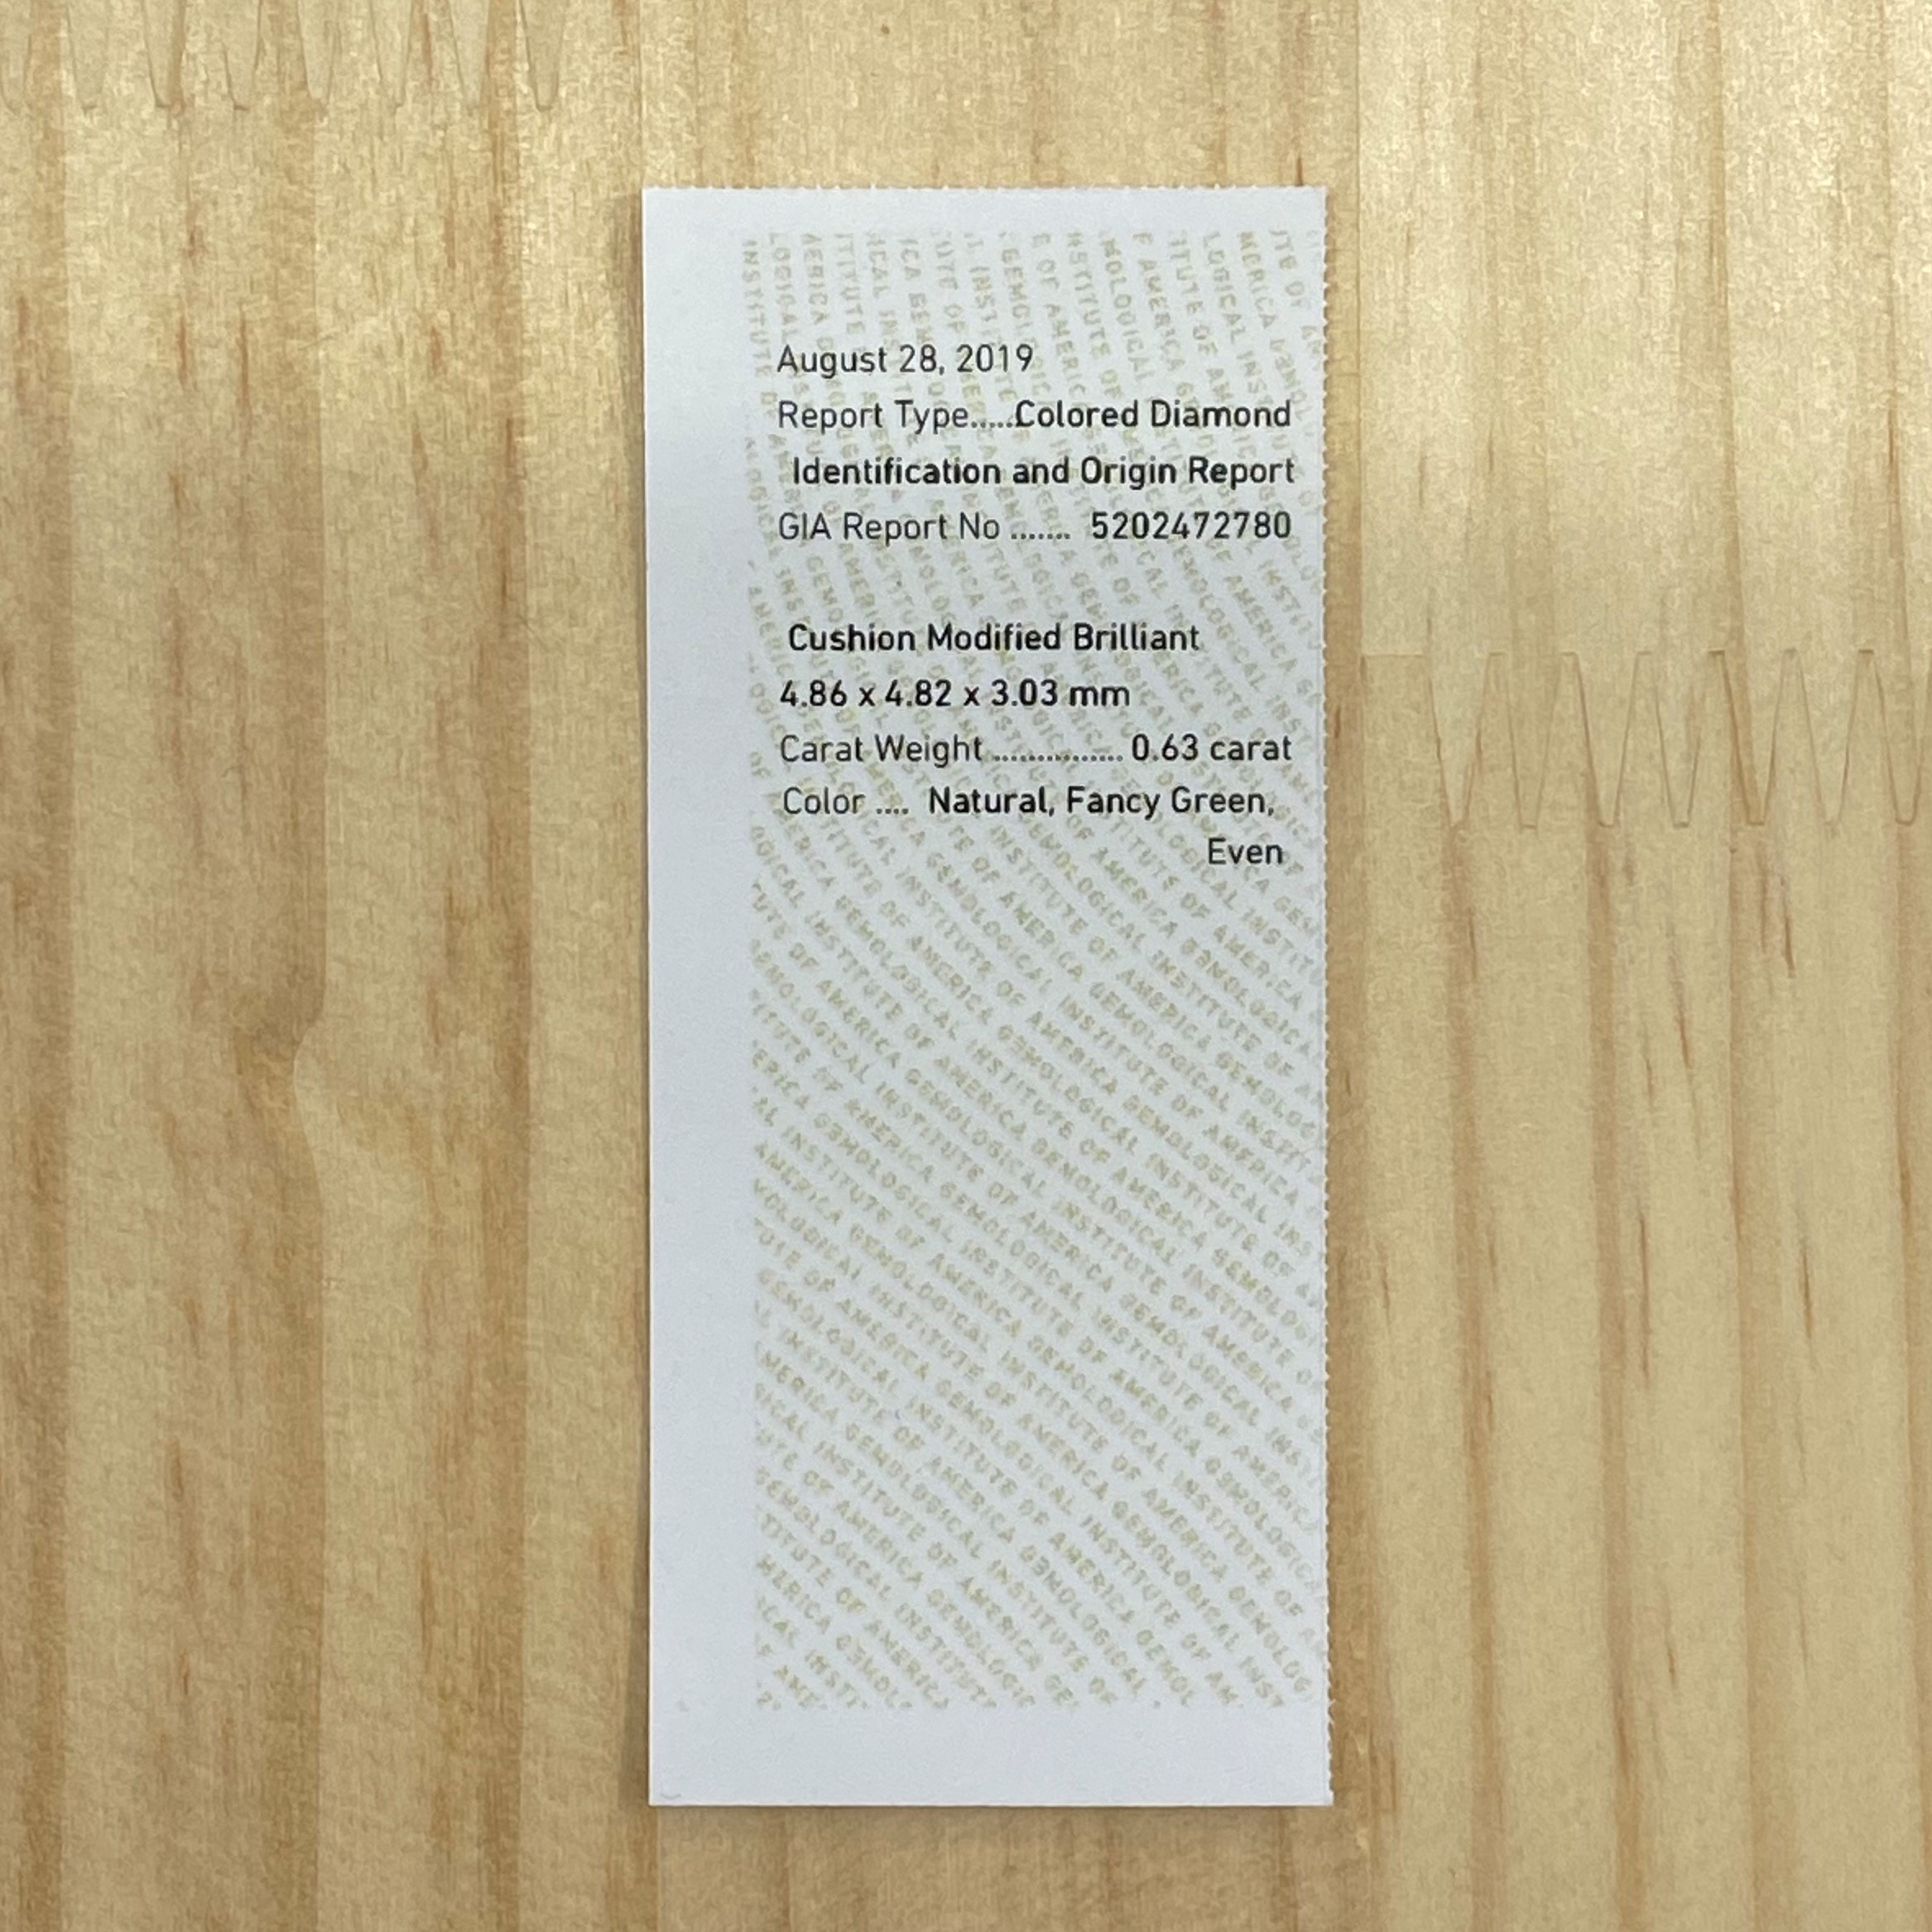 August 28, 2019
Report Type.....Colored Diamond
Identification and Origin Report
GIA Report No ....... 5202472780
Cushion Modified Brilliant
4.86 x 4.82 x 3.03 mm
Carat Weight ............... 0.63 carat
Color .... Natural, Fancy Green,
Even